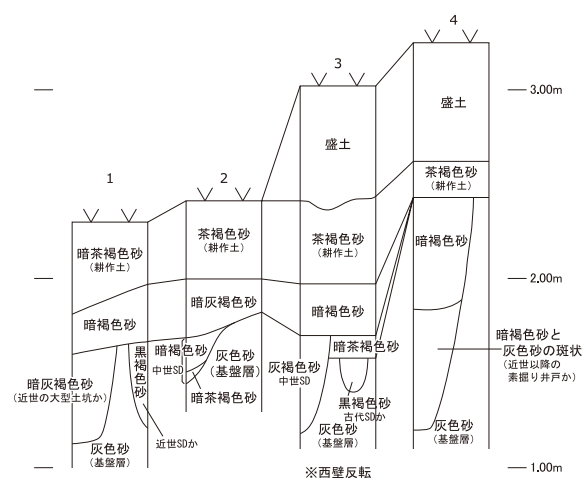 4
3
3.00m
盛土
盛土
1
2
茶褐色砂
(耕作土)
茶褐色砂
(耕作土)
茶褐色砂
(耕作土)
暗茶褐色砂
(耕作土)
暗褐色砂
2.00m
暗灰褐色砂
暗褐色砂
暗褐色砂
暗褐色砂と
灰色砂の斑状
(近世以降の
素掘り井戸か)
暗茶褐色砂
黒褐色砂
暗褐色砂
中世SD
灰色砂
(基盤層)
灰褐色砂
中世SD
暗灰褐色砂
(近世の大型土坑か)
暗茶褐色砂
黒褐色砂
古代SDか
近世SDか
灰色砂
(基盤層)
灰色砂
(基盤層)
灰色砂
(基盤層)
※西壁反転
1.00m